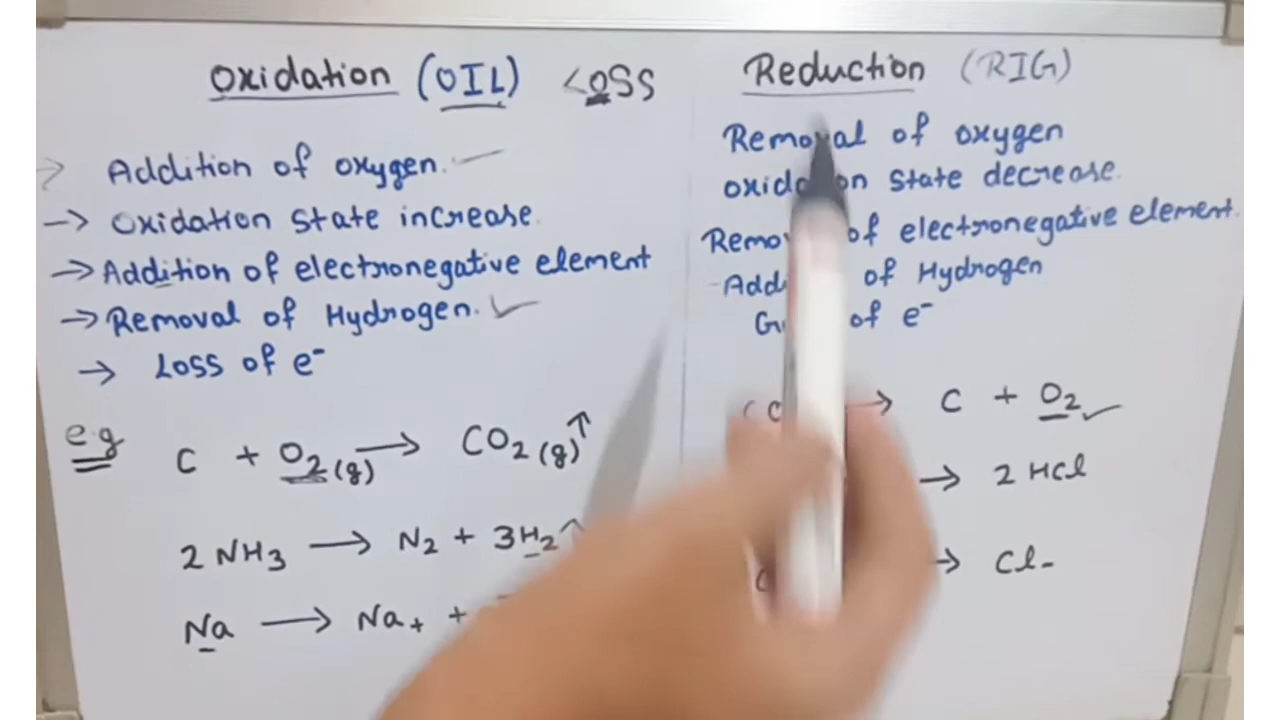 Oxidation (OIL) Loss
Addition of oxygen.
→ Oxidation State increase.
→ Addition of electronegative element
→ Removal of Hydrogen.
→ Loss of e⁻
e.g
C + O₂(g) → CO₂(g)↑
2 NH₃ → N₂ + 3H₂↑
Na → Na+ +
Reduction (RIG)
Removal of oxygen
State decrease.
of electronegative element.
of Hydrogen
of e⁻
→ C + O₂
→ 2 HCl
→ Cl-